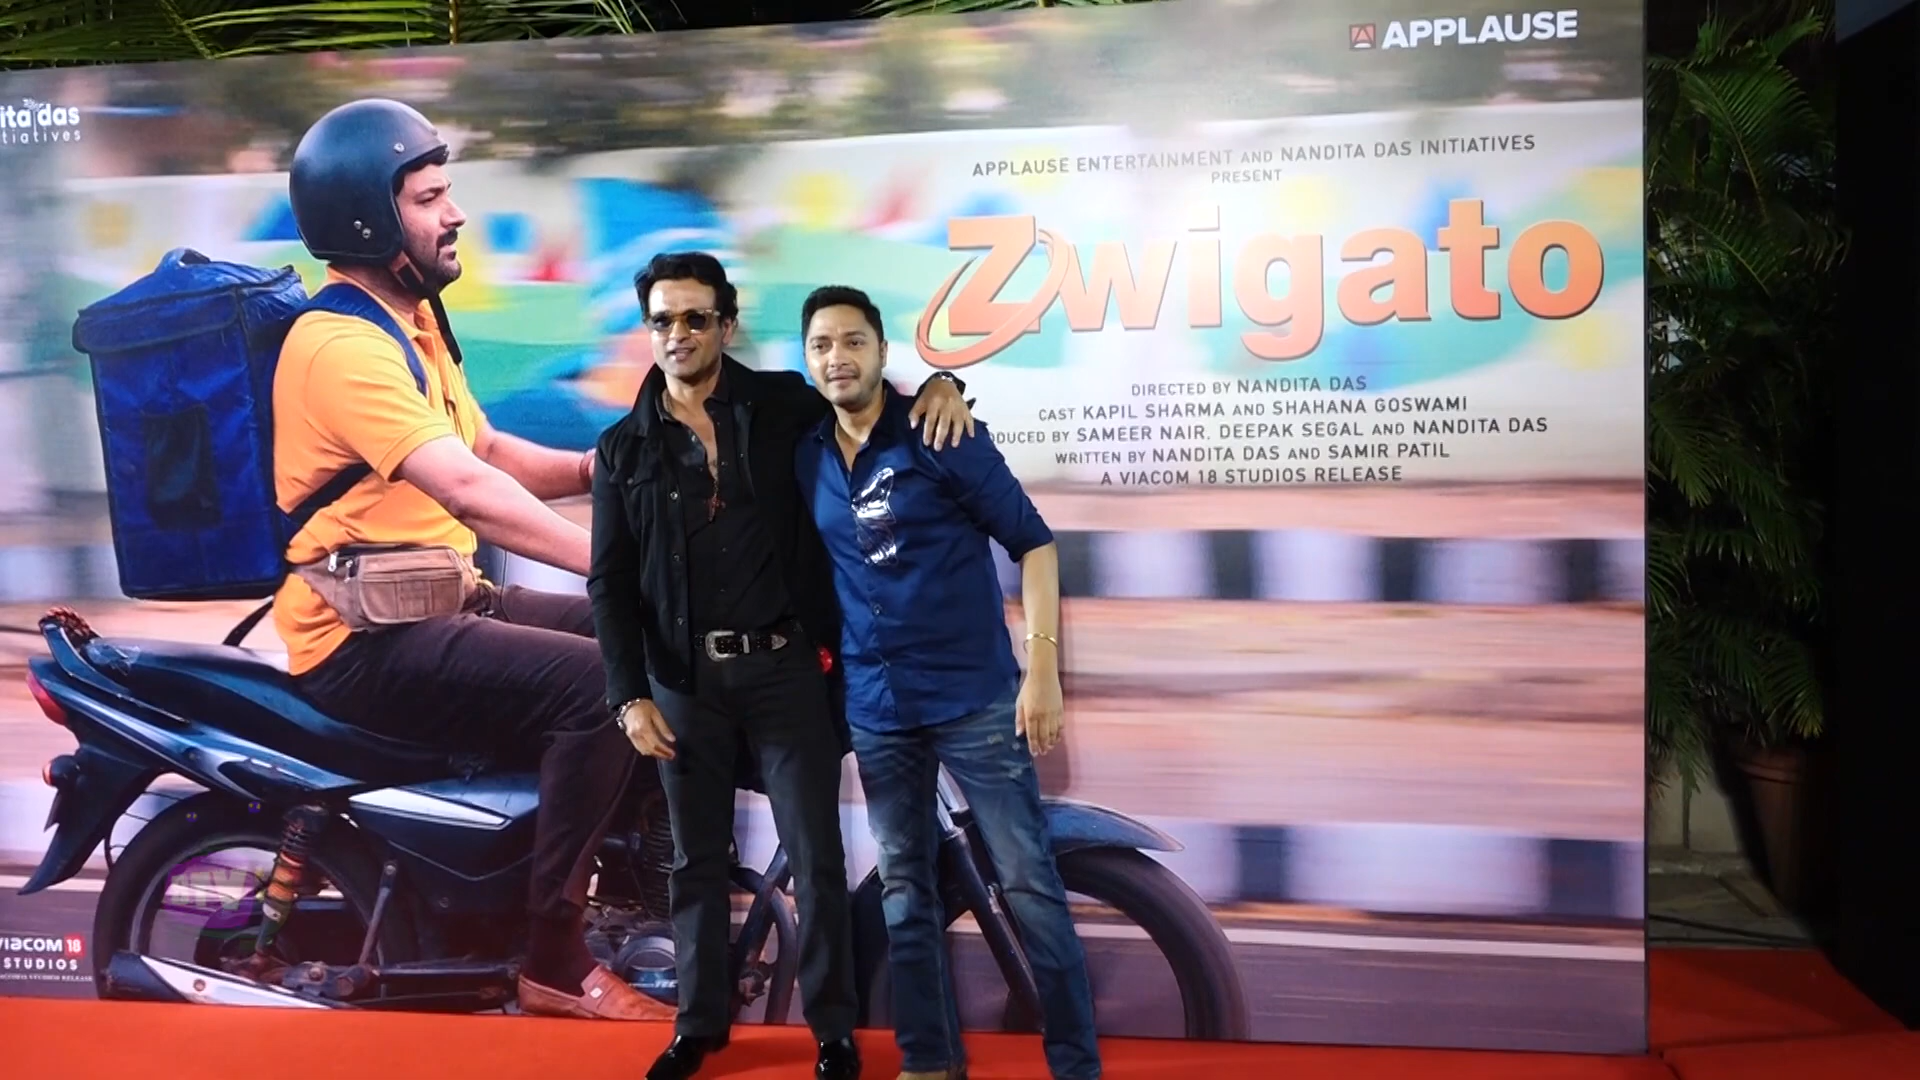 APPLAUSE
ita das
tiatives
APPLAUSE ENTERTAINMENT AND NANDITA DAS INITIATIVES
PRESENT
Zwigato
DIRECTED BY NANDITA DAS
CAST KAPIL SHARMA AND SHAHANA GOSWAMI
ODUCED BY SAMEER NAIR, DEEPAK SEGAL AND NANDITA DAS
WRITTEN BY NANDITA DAS AND SAMIR PATIL
A VIACOM 18 STUDIOS RELEASE
VIACOM 18
STUDIOS